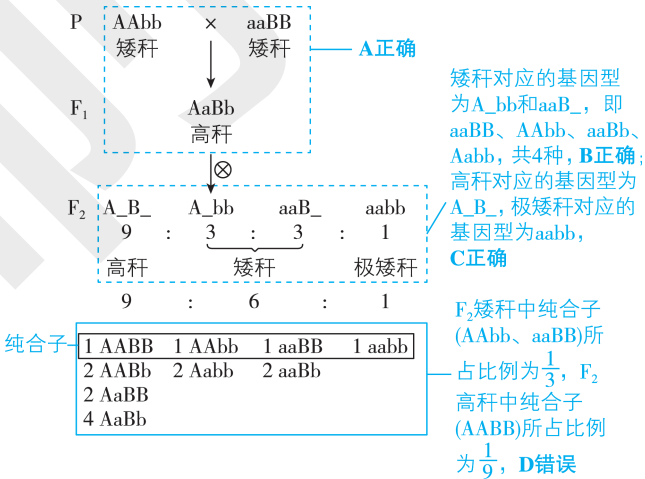 P AAbb × aaBB
矮秆 矮秆
A正确
F₁ AaBb
高秆
⊗
F₂ A_B_ A_bb aaB_ aabb
9 : 3 : 3 : 1
高秆 矮秆 极矮秆
9 : 6 : 1
矮秆对应的基因型
为A_bb和aaB_，即
aaBB、AAbb、aaBb、
Aabb，共4种，B正确；
高秆对应的基因型为
A_B_，极矮秆对应的
基因型为aabb，
C正确
纯合子
1 AABB 1 AAbb 1 aaBB 1 aabb
2 AABb 2 Aabb 2 aaBb
2 AaBB
4 AaBb
F₂矮秆中纯合子
(AAbb、aaBB)所
占比例为1/3，F₂
高秆中纯合子
(AABB)所占比例
为1/9，D错误